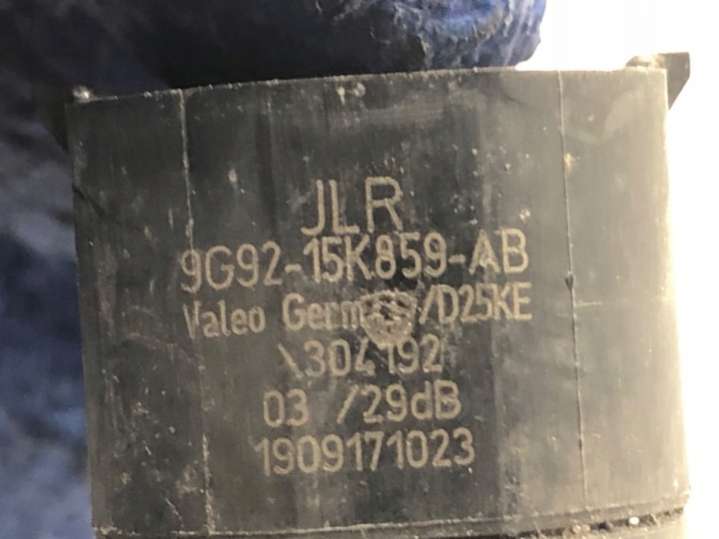 JLR
9G92-15K859-AB
Valeo /D25KE
\304192
03 /29dB
1909171023